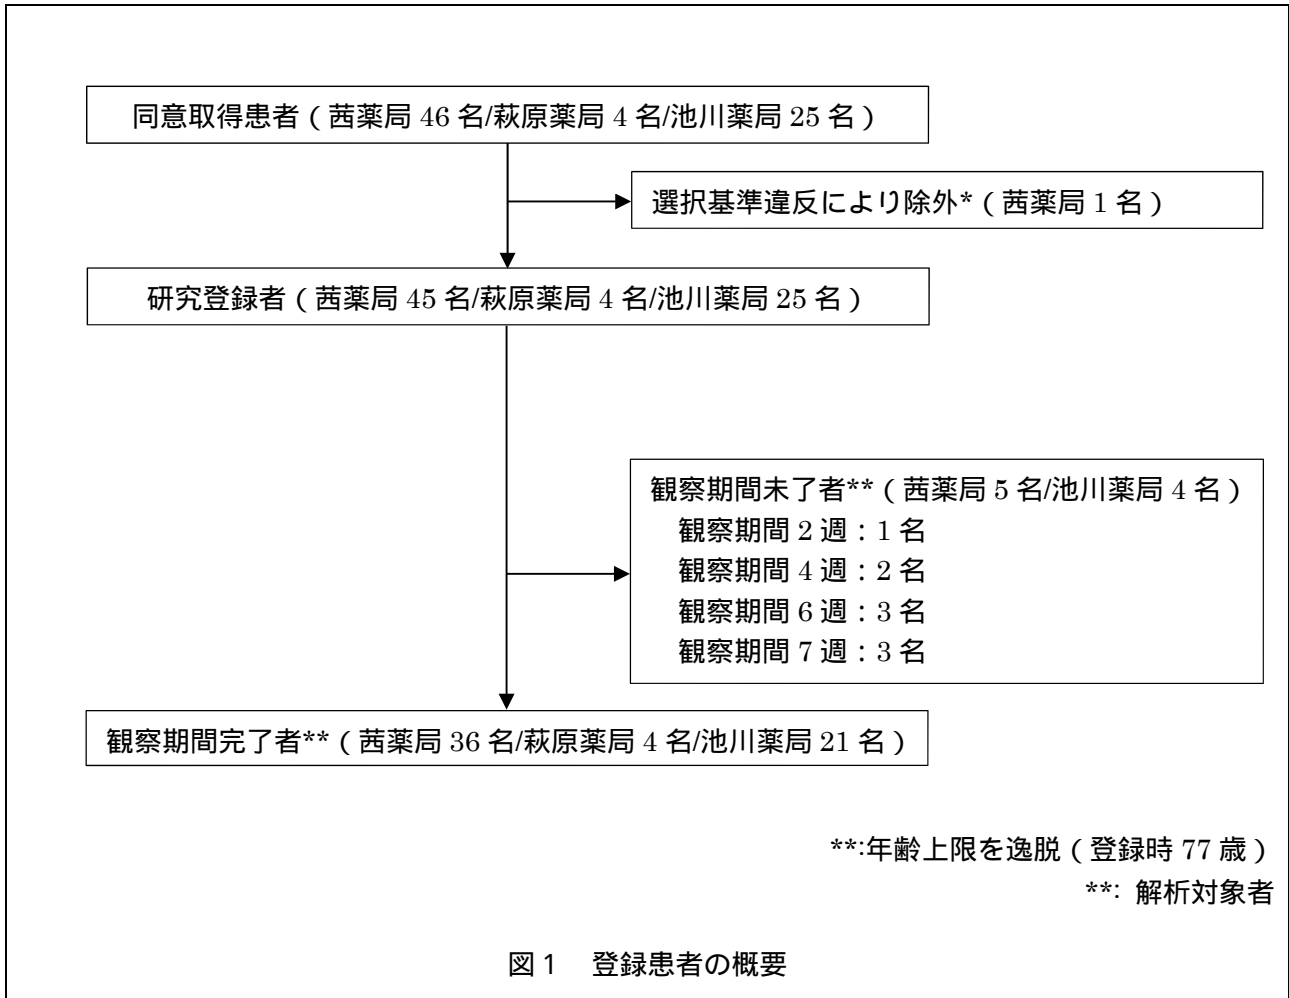 同意取得患者（茜薬局 46 名/萩原薬局 4 名/池川薬局 25 名）
選択基準違反により除外*（茜薬局 1 名）
研究登録者（茜薬局 45 名/萩原薬局 4 名/池川薬局 25 名）
観察期間未了者**（茜薬局 5 名/池川薬局 4 名）
観察期間 2 週：1 名
観察期間 4 週：2 名
観察期間 6 週：3 名
観察期間 7 週：3 名
観察期間完了者**（茜薬局 36 名/萩原薬局 4 名/池川薬局 21 名）
**:年齢上限を逸脱（登録時 77 歳）
**: 解析対象者
図 1 登録患者の概要